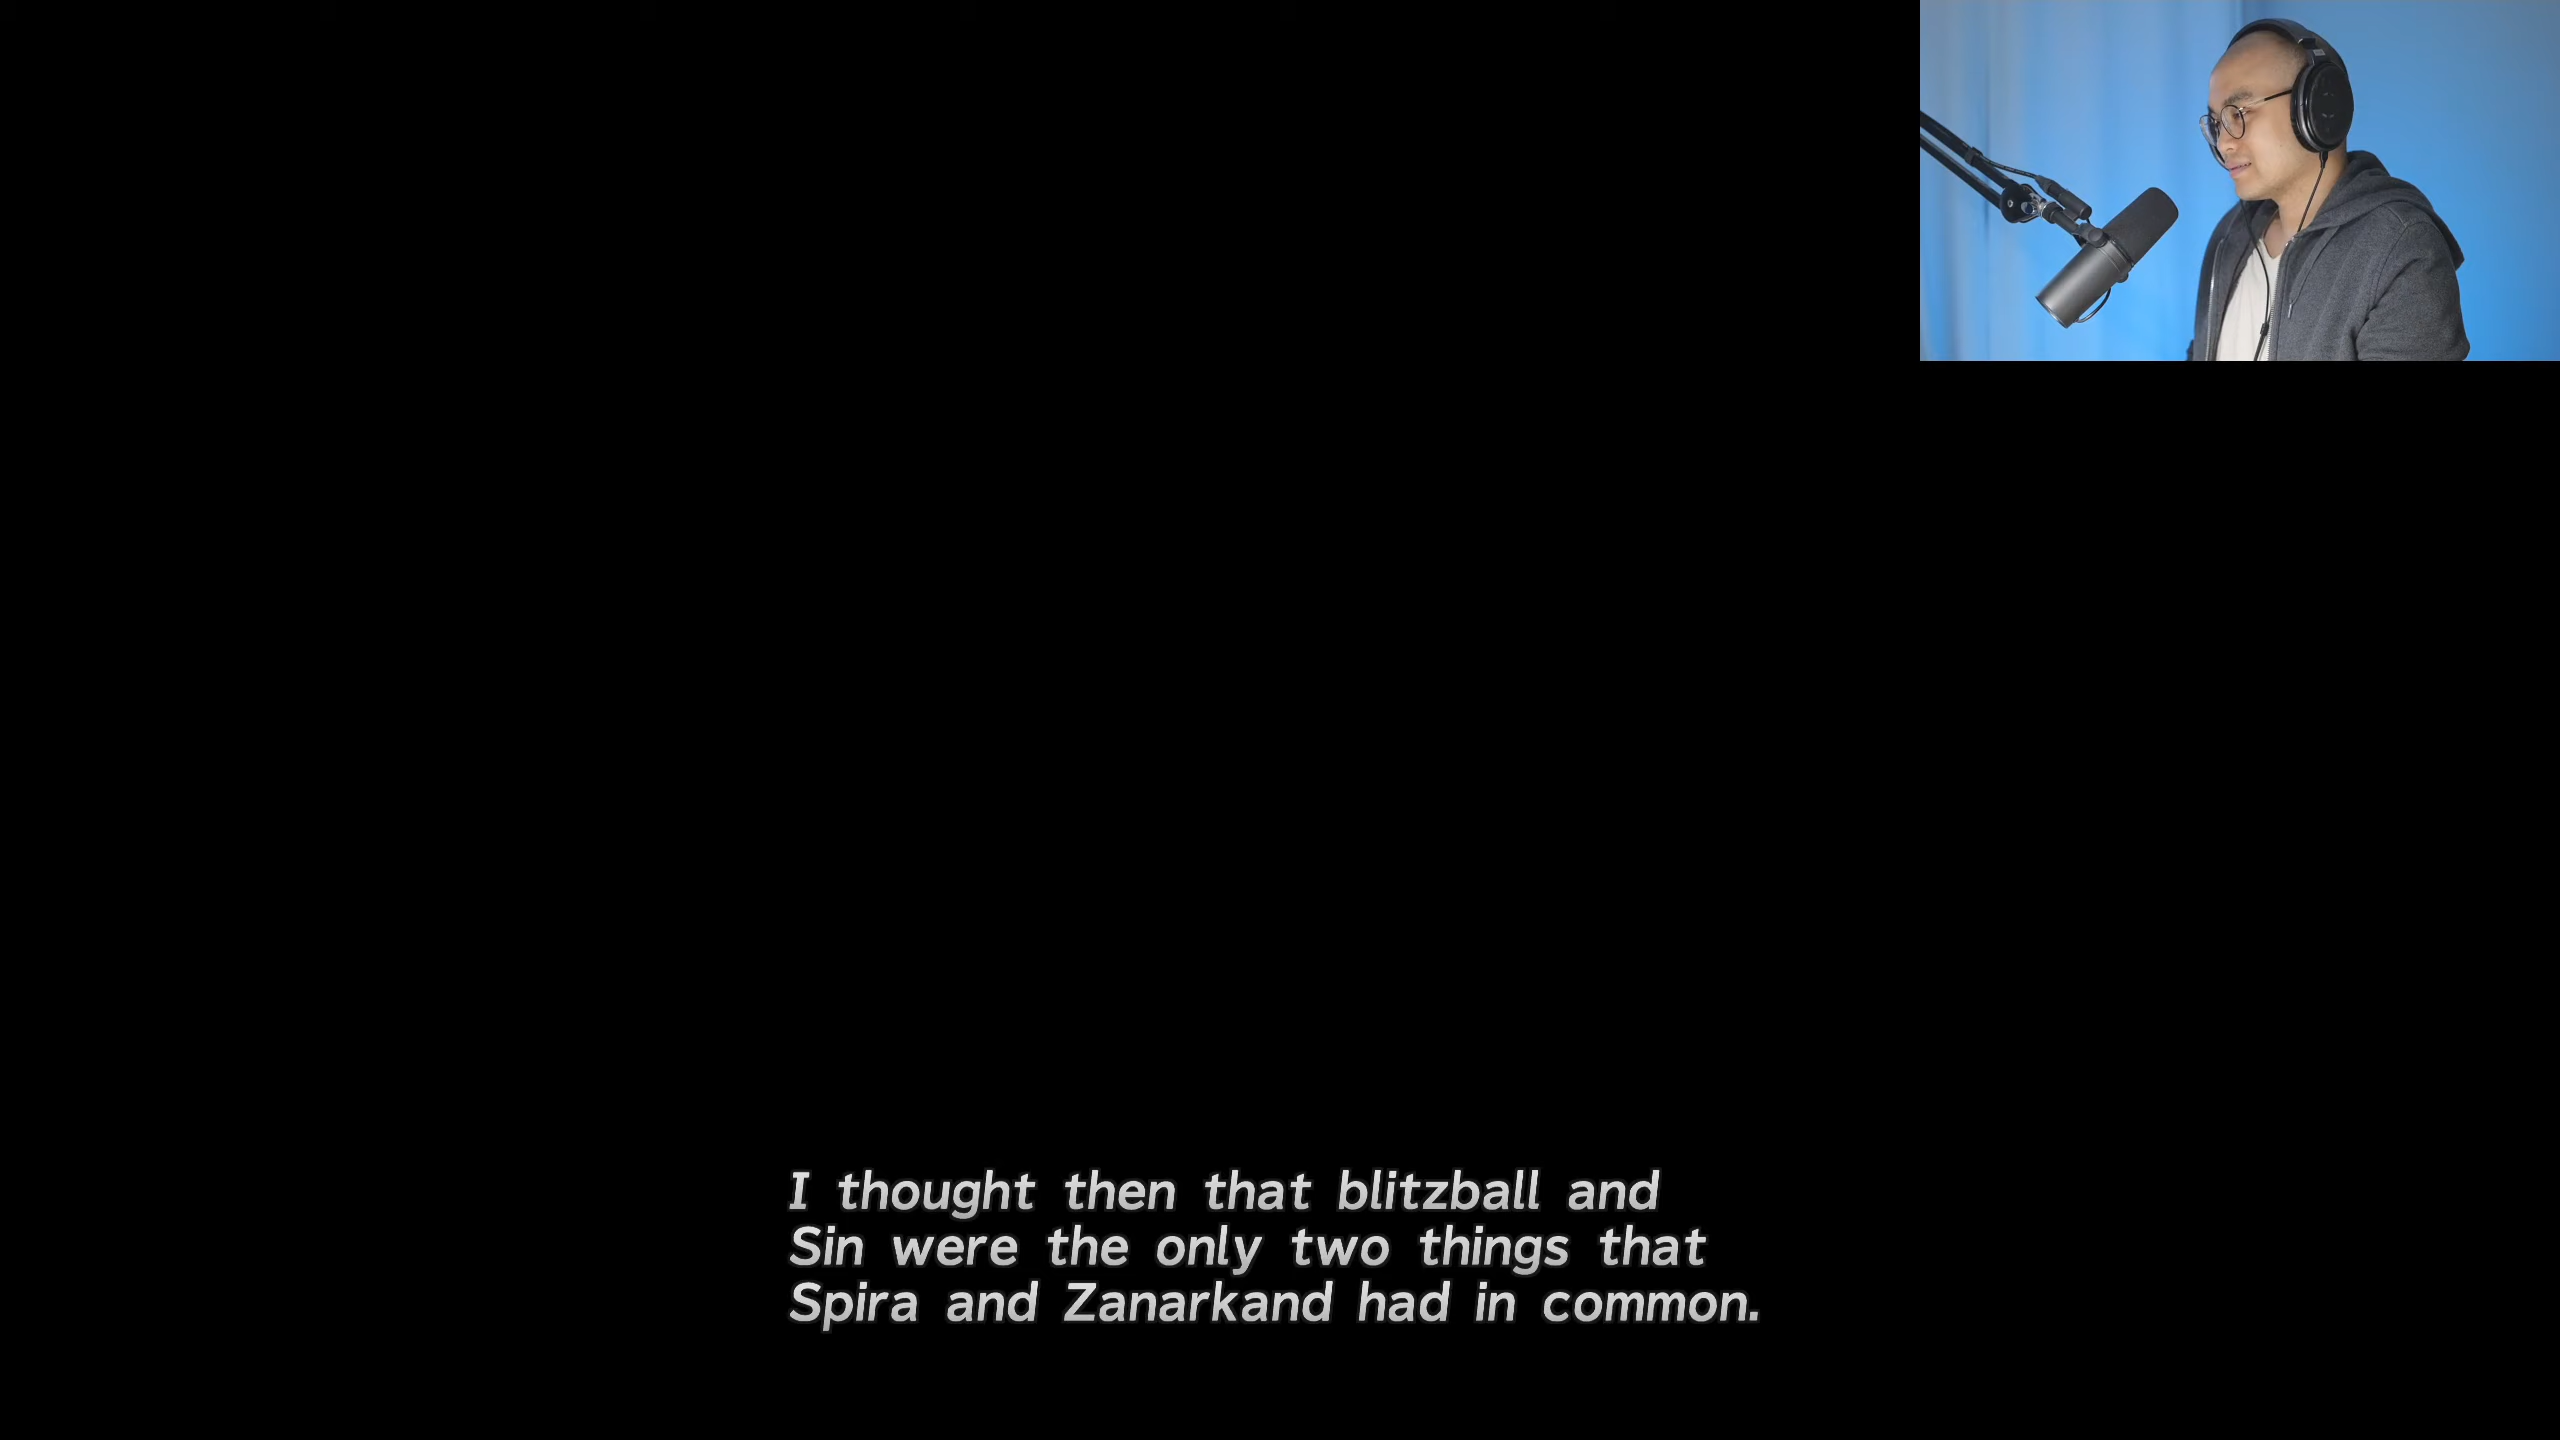 I thought then that blitzball and
Sin were the only two things that
Spira and Zanarkand had in common.